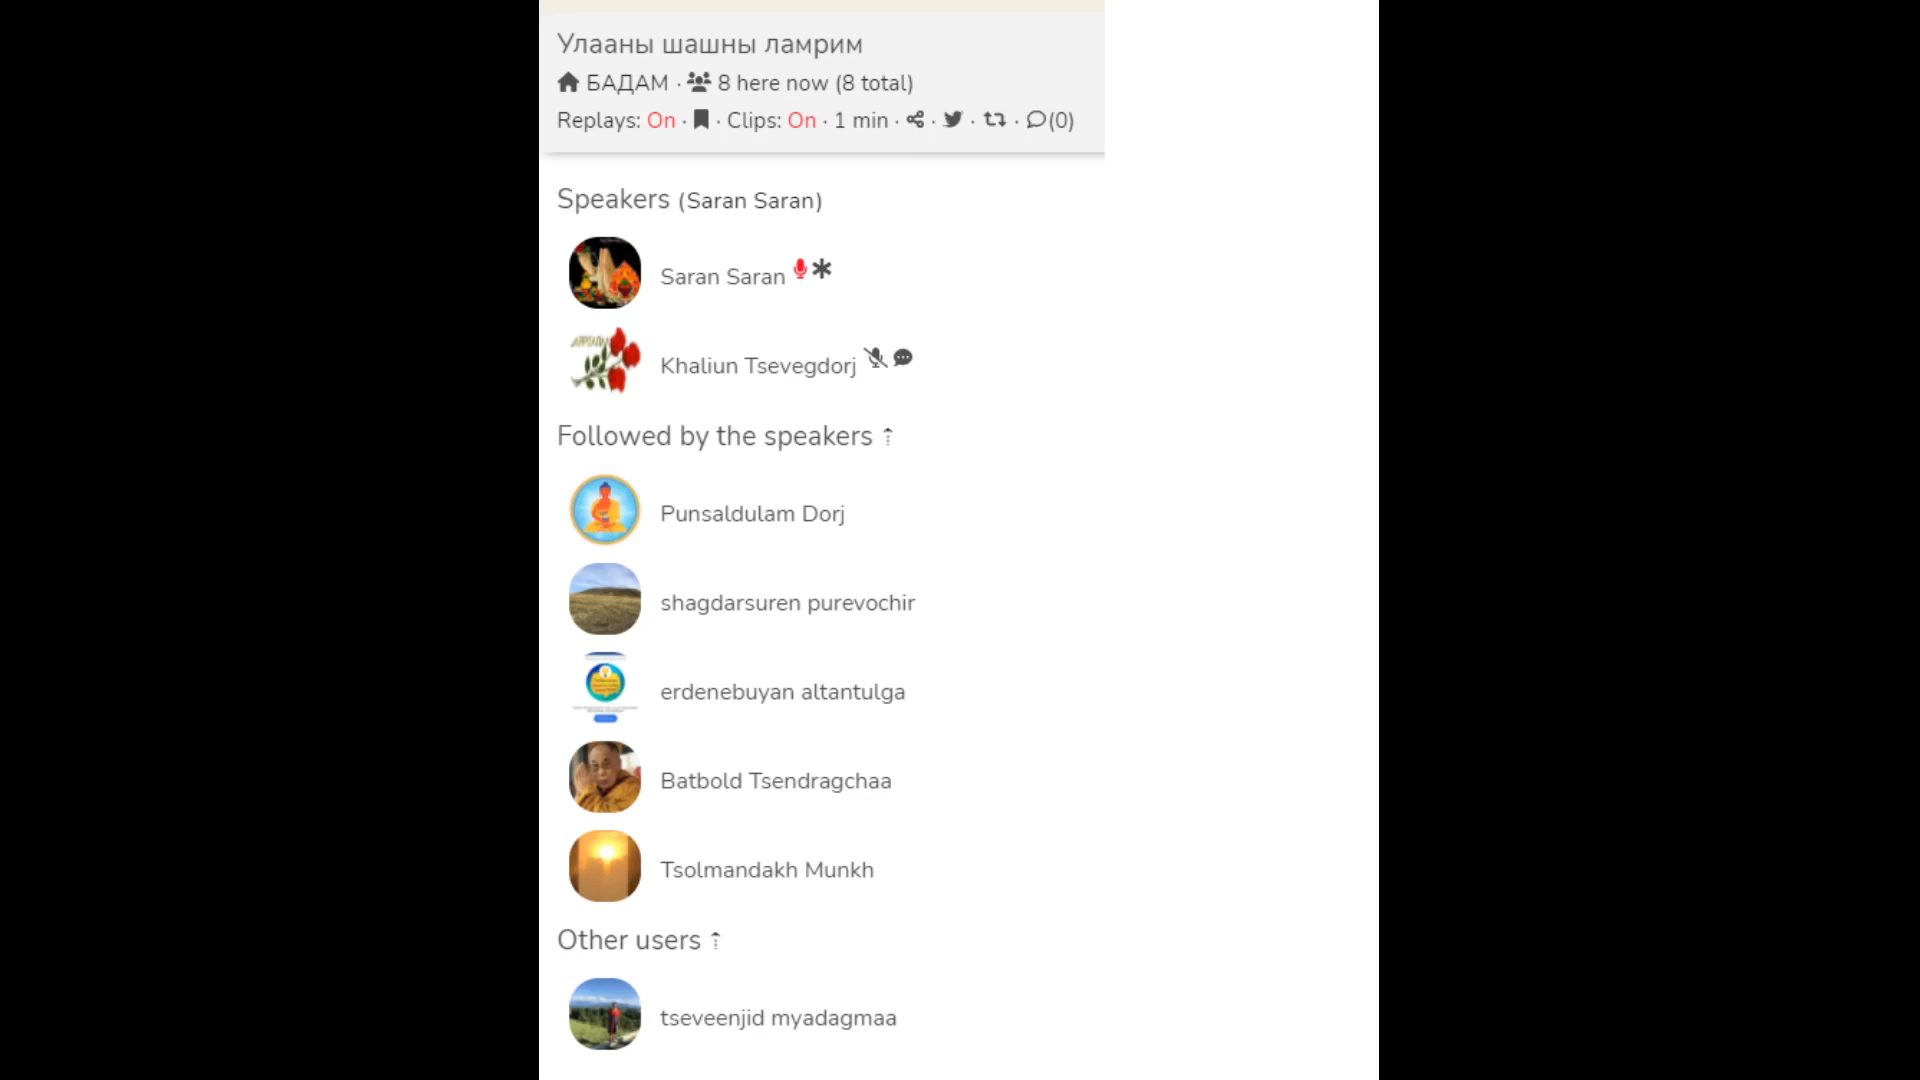 Улааны шашны ламрим
БАДАМ · 8 here now (8 total)
Replays: On · · Clips: On · 1 min · · · · (0)
Speakers (Saran Saran)
Saran Saran
Khaliun Tsevegdorj
Followed by the speakers
Punsaldulam Dorj
shagdarsuren purevochir
erdenebuyan altantulga
Batbold Tsendragchaa
Tsolmandakh Munkh
Other users
tseveenjid myadagmaa